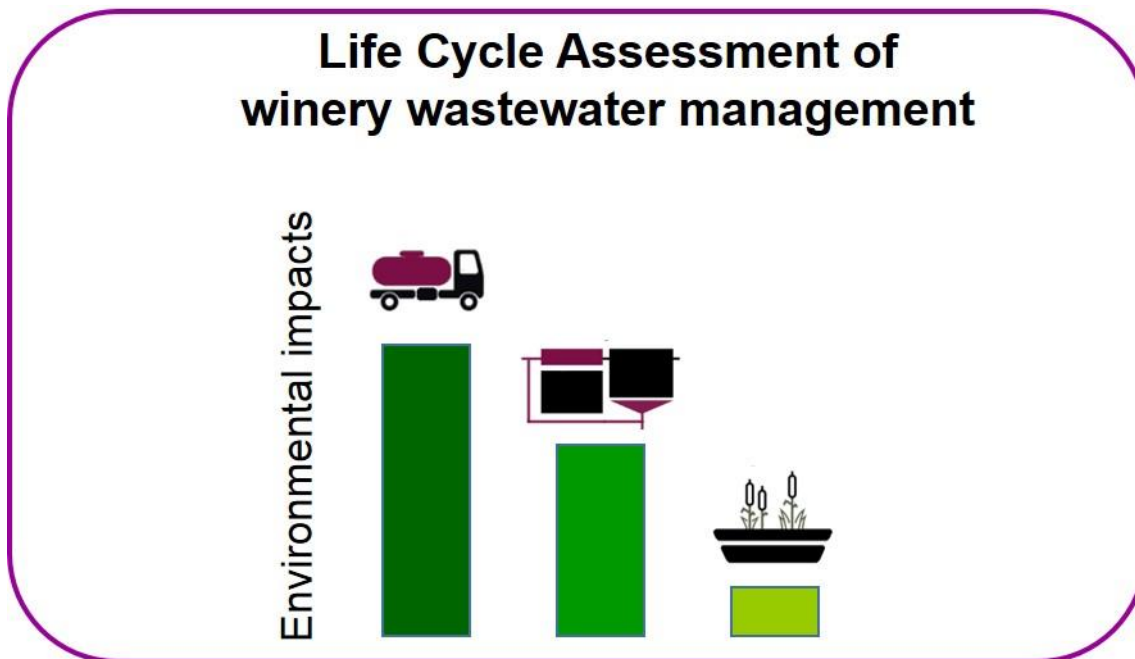 Life Cycle Assessment of
winery wastewater management
Environmental impacts